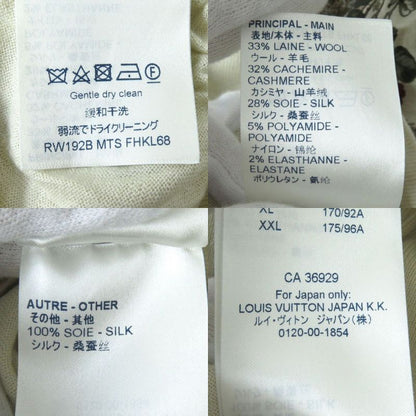 Gentle dry clean
缓和干洗
弱流でドライクリーニング
RW192B MTS FHKL68
PRINCIPAL - MAIN
表地/本体 - 主料
33% LAINE - WOOL
ウール - 羊毛
32% CACHEMIRE -
CASHMERE
カシミヤ - 山羊绒
28% SOIE - SILK
シルク - 桑蚕丝
5% POLYAMIDE -
POLYAMIDE
ナイロン - 锦纶
2% ELASTHANNE -
ELASTANE
ポリウレタン - 氨纶
AUTRE - OTHER
その他 - 其他
100% SOIE - SILK
シルク - 桑蚕丝
XL 170/92A
XXL 175/96A
CA 36929
For Japan only:
LOUIS VUITTON JAPAN K.K.
ルイ・ヴィトン ジャパン(株)
0120-00-1854